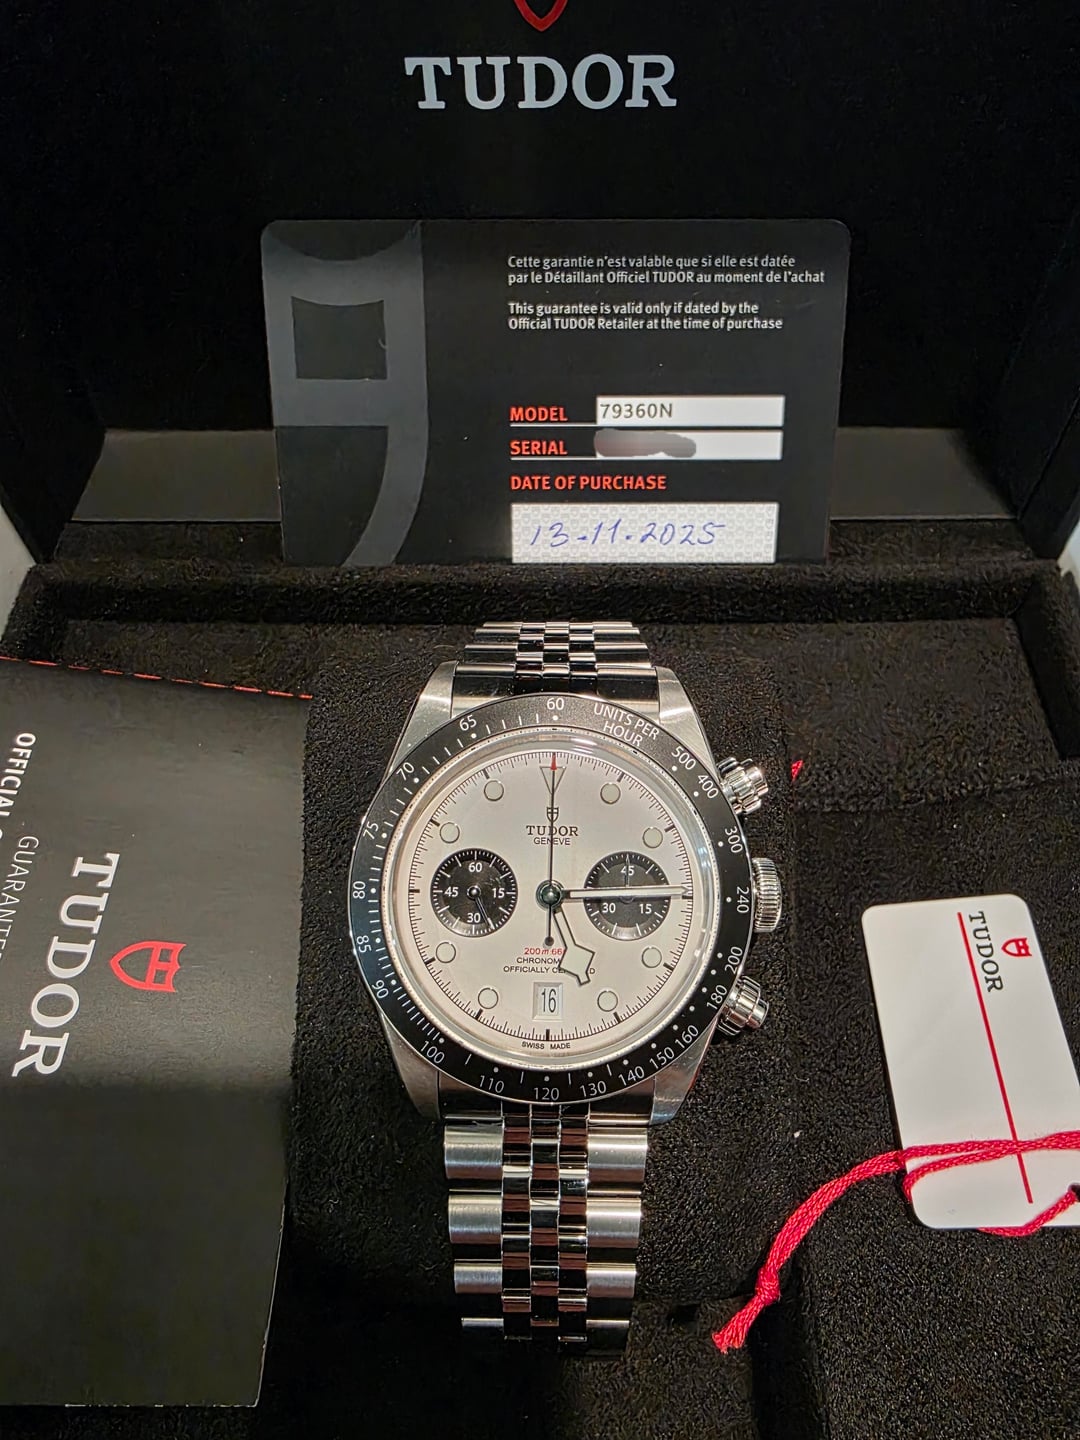 TUDOR
Cette garantie n'est valable que si elle est datée
par le Détaillant Officiel TUDOR au moment de l'achat
This guarantee is valid only if dated by the
Official TUDOR Retailer at the time of purchase
MODEL 79360N
SERIAL
DATE OF PURCHASE
13-11-2025
OFFICIAL
GUARANTEE
TUDOR
60 UNITS PER HOUR 500 400 300 240 200 180 160 150 140 130 120 110 100 90 85 80 75 70 65
TUDOR
GENEVE
60 15 30 45
45 15 30
200m
OFFICIALLY
16
SWISS MADE
TUDOR